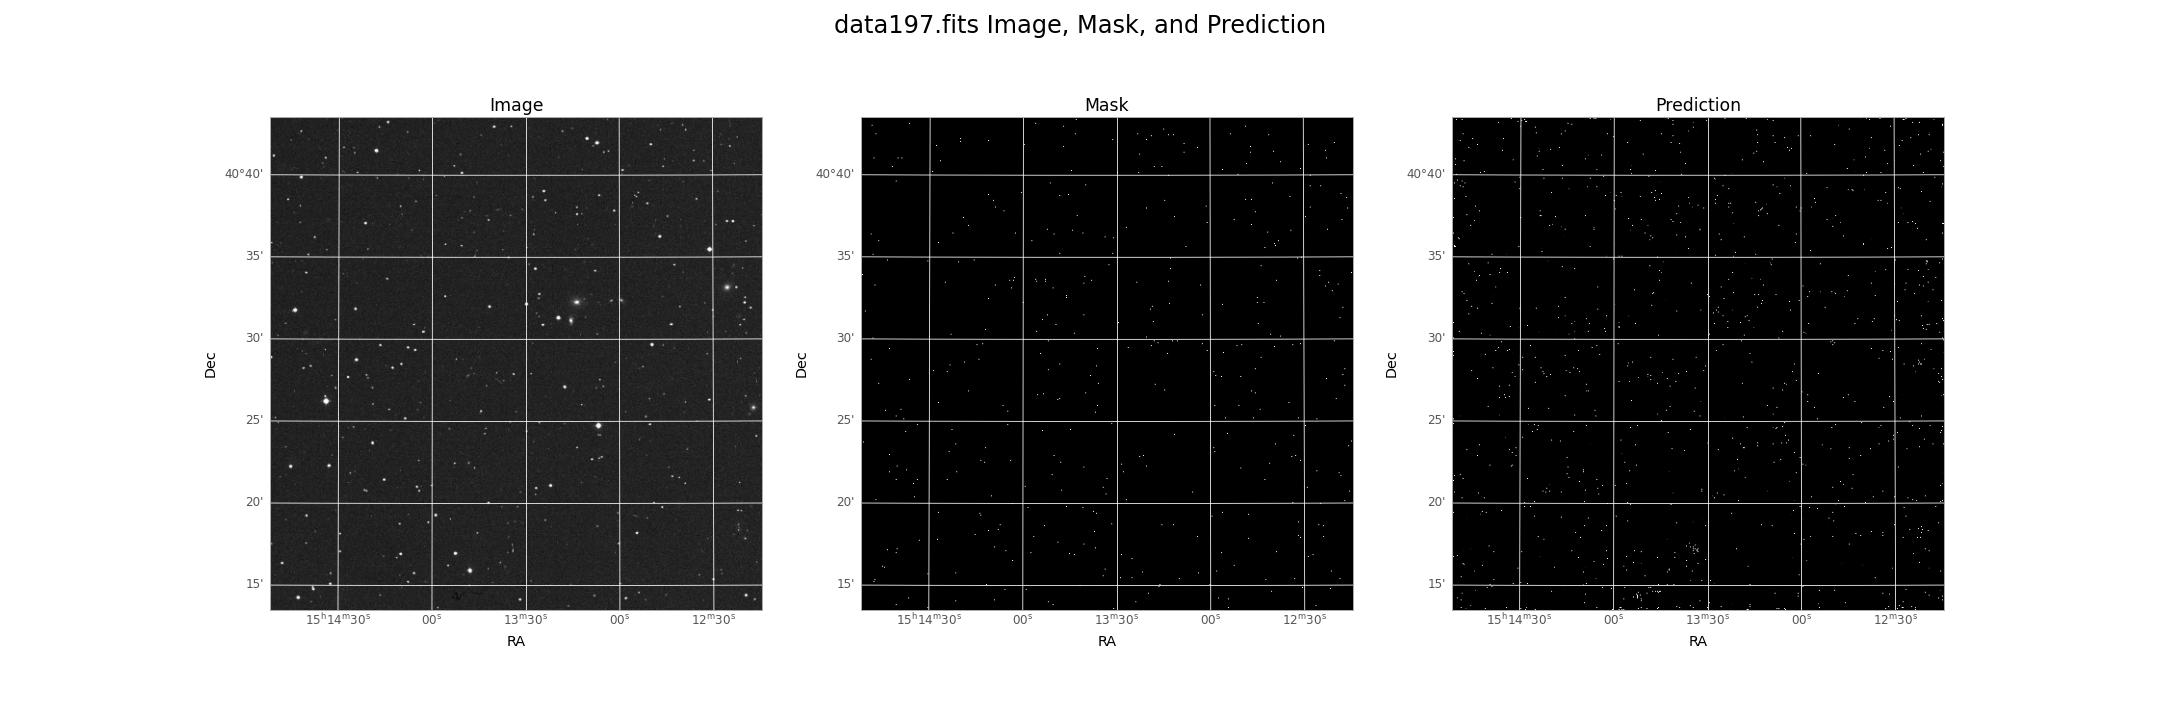 data197.fits Image, Mask, and Prediction
Image
Mask
Prediction
40°40'
35'
30'
25'
20'
15'
Dec
15ʰ14ᵐ30ˢ 00ˢ 13ᵐ30ˢ 00ˢ 12ᵐ30ˢ
RA
40°40'
35'
30'
25'
20'
15'
Dec
15ʰ14ᵐ30ˢ 00ˢ 13ᵐ30ˢ 00ˢ 12ᵐ30ˢ
RA
40°40'
35'
30'
25'
20'
15'
Dec
15ʰ14ᵐ30ˢ 00ˢ 13ᵐ30ˢ 00ˢ 12ᵐ30ˢ
RA